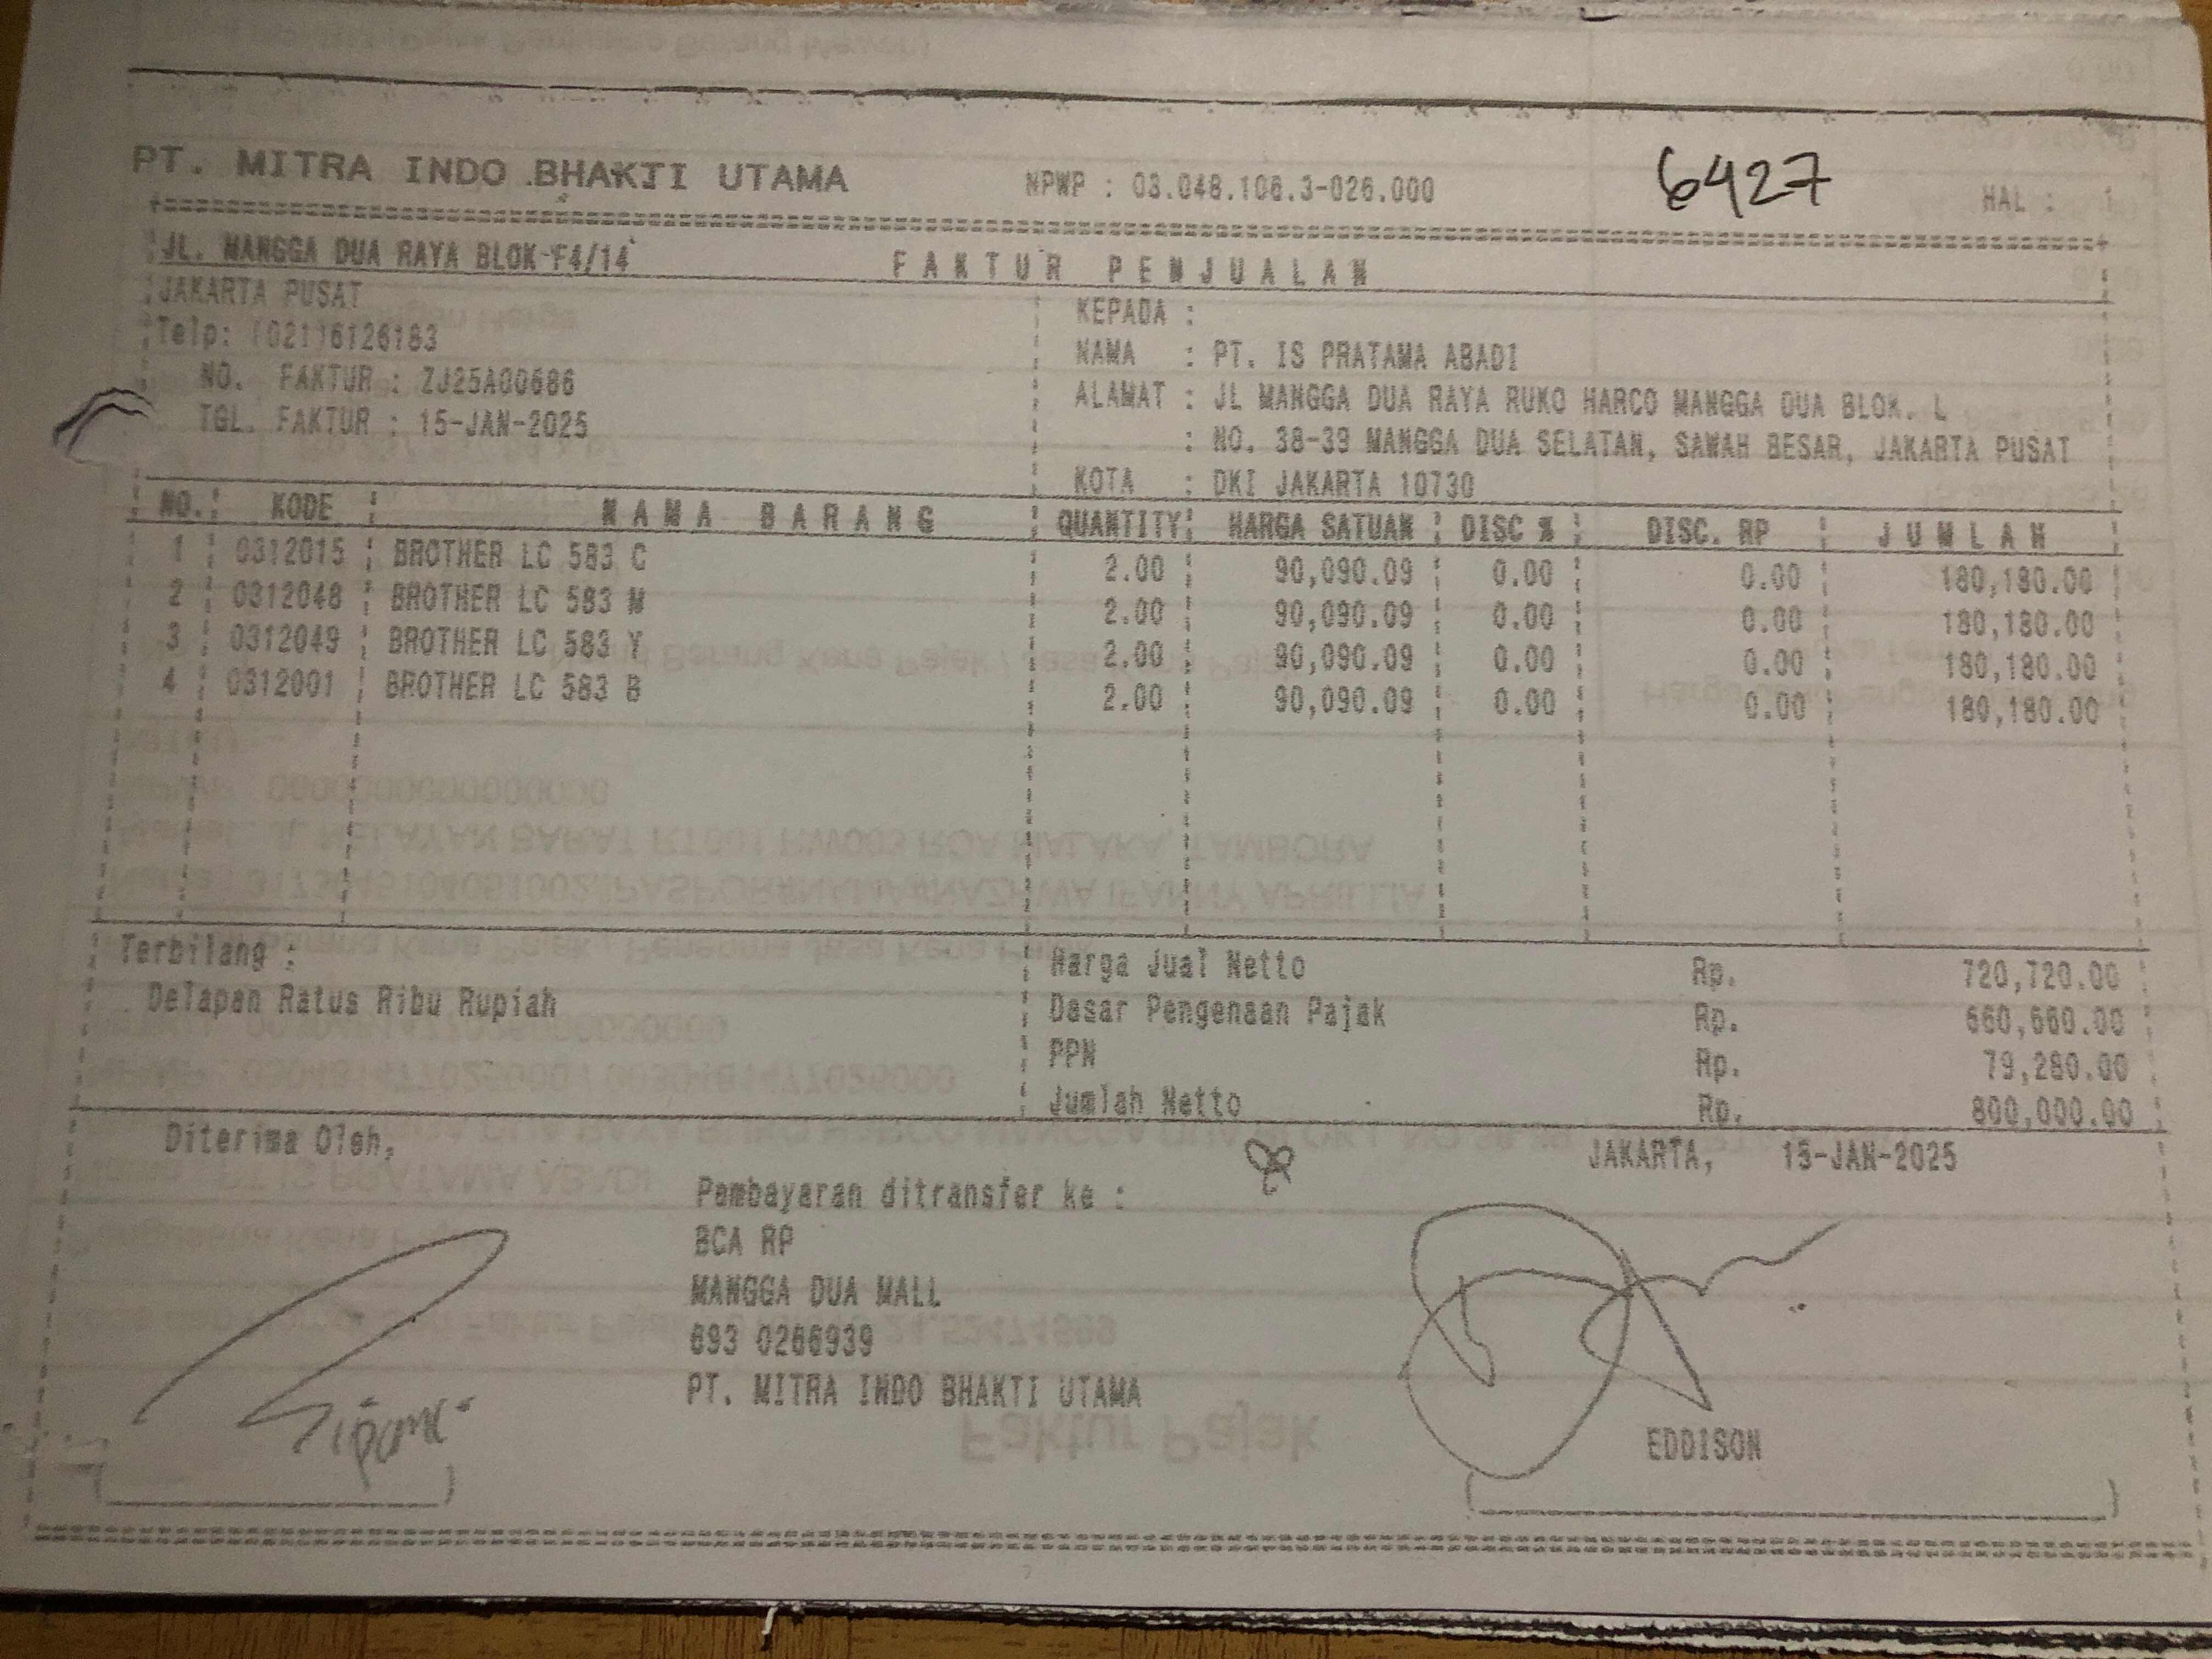 PT. MITRA INDO BHAKTI UTAMA NPWP : 03.048.106.3-026.000 6427 HAL : 1
JL. MANGGA DUA RAYA BLOK F4/14 FAKTUR PENJUALAN
JAKARTA PUSAT
Telp: (021)6126183
NO. FAKTUR : ZJ25A00686
TGL. FAKTUR : 15-JAN-2025
KEPADA :
NAMA : PT. IS PRATAMA ABADI
ALAMAT : JL MANGGA DUA RAYA RUKO HARCO MANGGA DUA BLOK. L
: NO. 38-39 MANGGA DUA SELATAN, SAWAH BESAR, JAKARTA PUSAT
KOTA : DKI JAKARTA 10730
NO. KODE NAMA BARANG QUANTITY HARGA SATUAN DISC % DISC. RP JUMLAH
1 0312015 BROTHER LC 583 C 2.00 90,090.09 0.00 0.00 180,180.00
2 0312048 BROTHER LC 583 M 2.00 90,090.09 0.00 0.00 180,180.00
3 0312049 BROTHER LC 583 Y 2.00 90,090.09 0.00 0.00 180,180.00
4 0312001 BROTHER LC 583 B 2.00 90,090.09 0.00 0.00 180,180.00
Terbilang :
Delapan Ratus Ribu Rupiah
Harga Jual Netto Rp. 720,720.00
Dasar Pengenaan Pajak Rp. 660,660.00
PPN Rp. 79,280.00
Jumlah Netto Rp. 800,000.00
Diterima Oleh,
JAKARTA, 15-JAN-2025
Pembayaran ditransfer ke :
BCA RP
MANGGA DUA MALL
693 0266939
PT. MITRA INDO BHAKTI UTAMA
EDDISON
Faktur Pajak